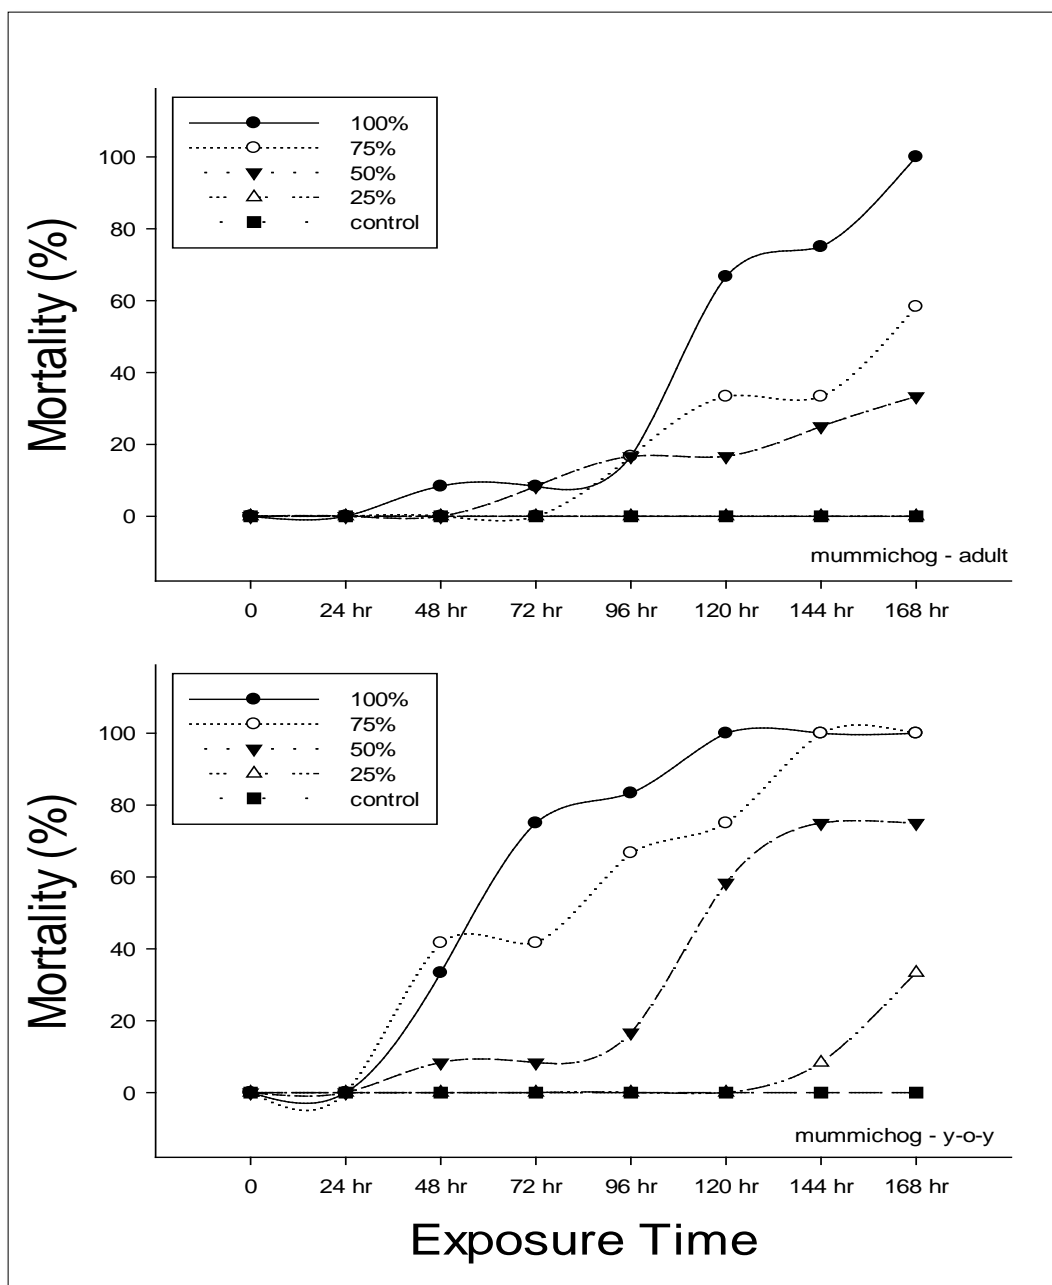 100%
75%
50%
25%
control
Mortality (%)
100
80
60
40
20
0
mummichog - adult
0 24 hr 48 hr 72 hr 96 hr 120 hr 144 hr 168 hr
100%
75%
50%
25%
control
Mortality (%)
100
80
60
40
20
0
mummichog - y-o-y
0 24 hr 48 hr 72 hr 96 hr 120 hr 144 hr 168 hr
Exposure Time